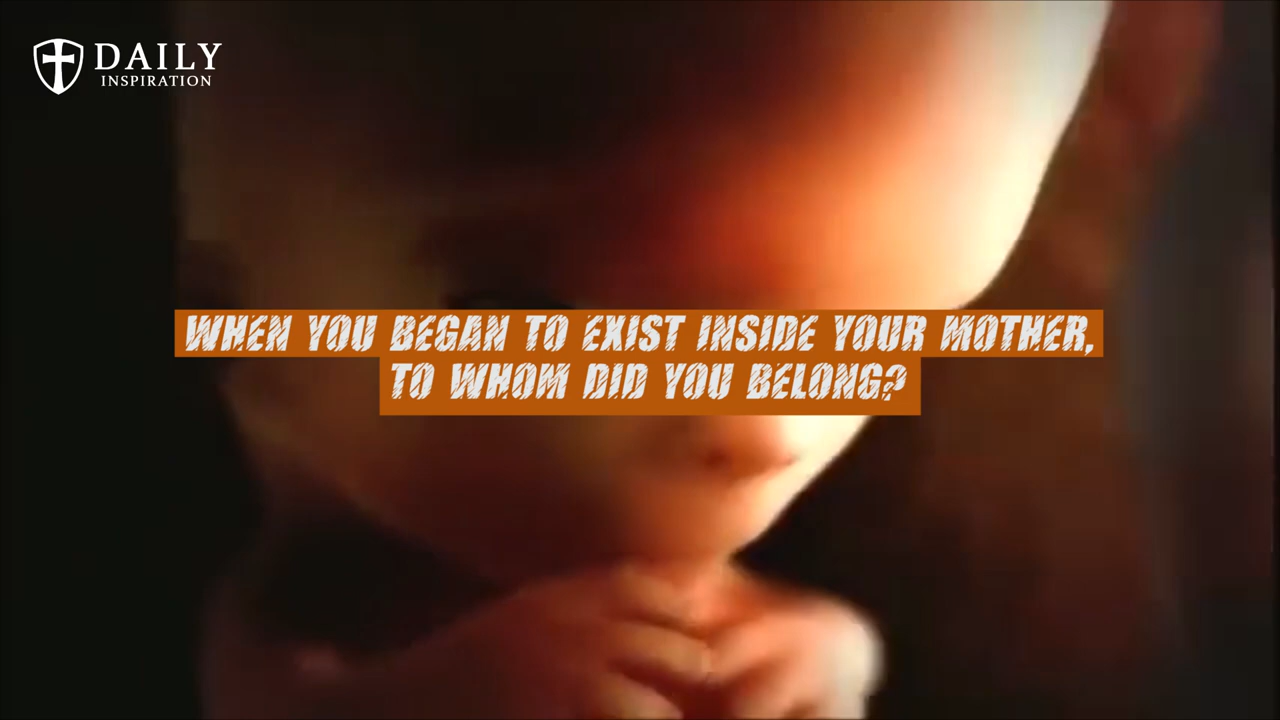 DAILY
INSPIRATION
WHEN YOU BEGAN TO EXIST INSIDE YOUR MOTHER,
TO WHOM DID YOU BELONG?